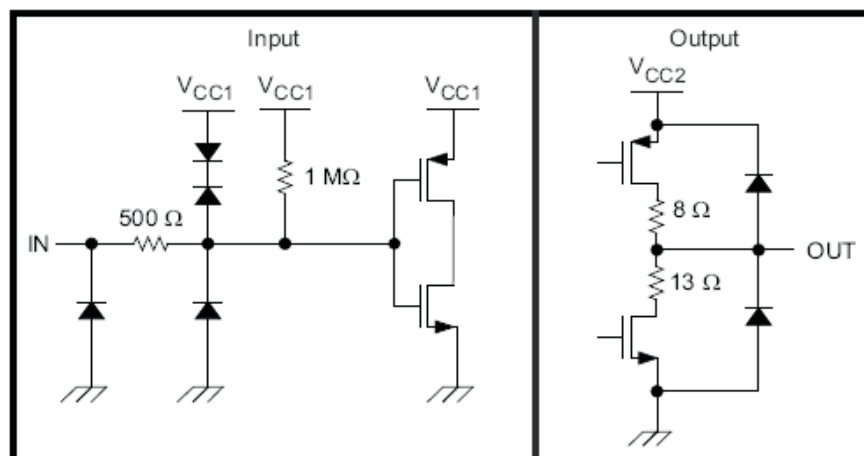 Input
Output
VCC1
VCC1
VCC1
VCC2
1 MΩ
500 Ω
8 Ω
IN
OUT
13 Ω